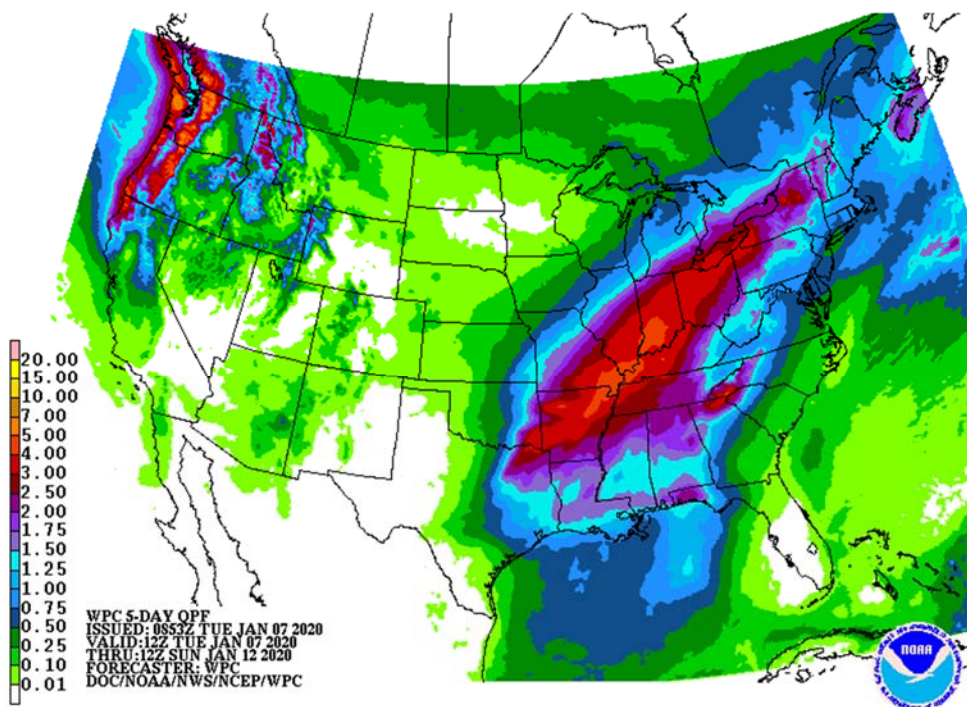 20.00
15.00
10.00
7.00
5.00
4.00
3.00
2.50
2.00
1.75
1.50
1.25
1.00
0.75
0.50
0.25
0.10
0.01
WPC 5-DAY QPF
ISSUED: 0853Z TUE JAN 07 2020
VALID:12Z TUE JAN 07 2020
THRU:12Z SUN JAN 12 2020
FORECASTER: WPC
DOC/NOAA/NWS/NCEP/WPC
NOAA